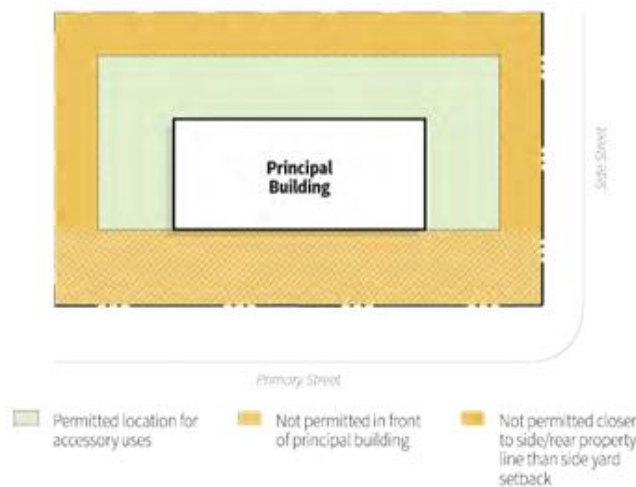 Principal
Building
Side Street
Primary Street
Permitted location for
accessory uses
Not permitted in front
of principal building
Not permitted closer
to side/rear property
line than side yard
setback